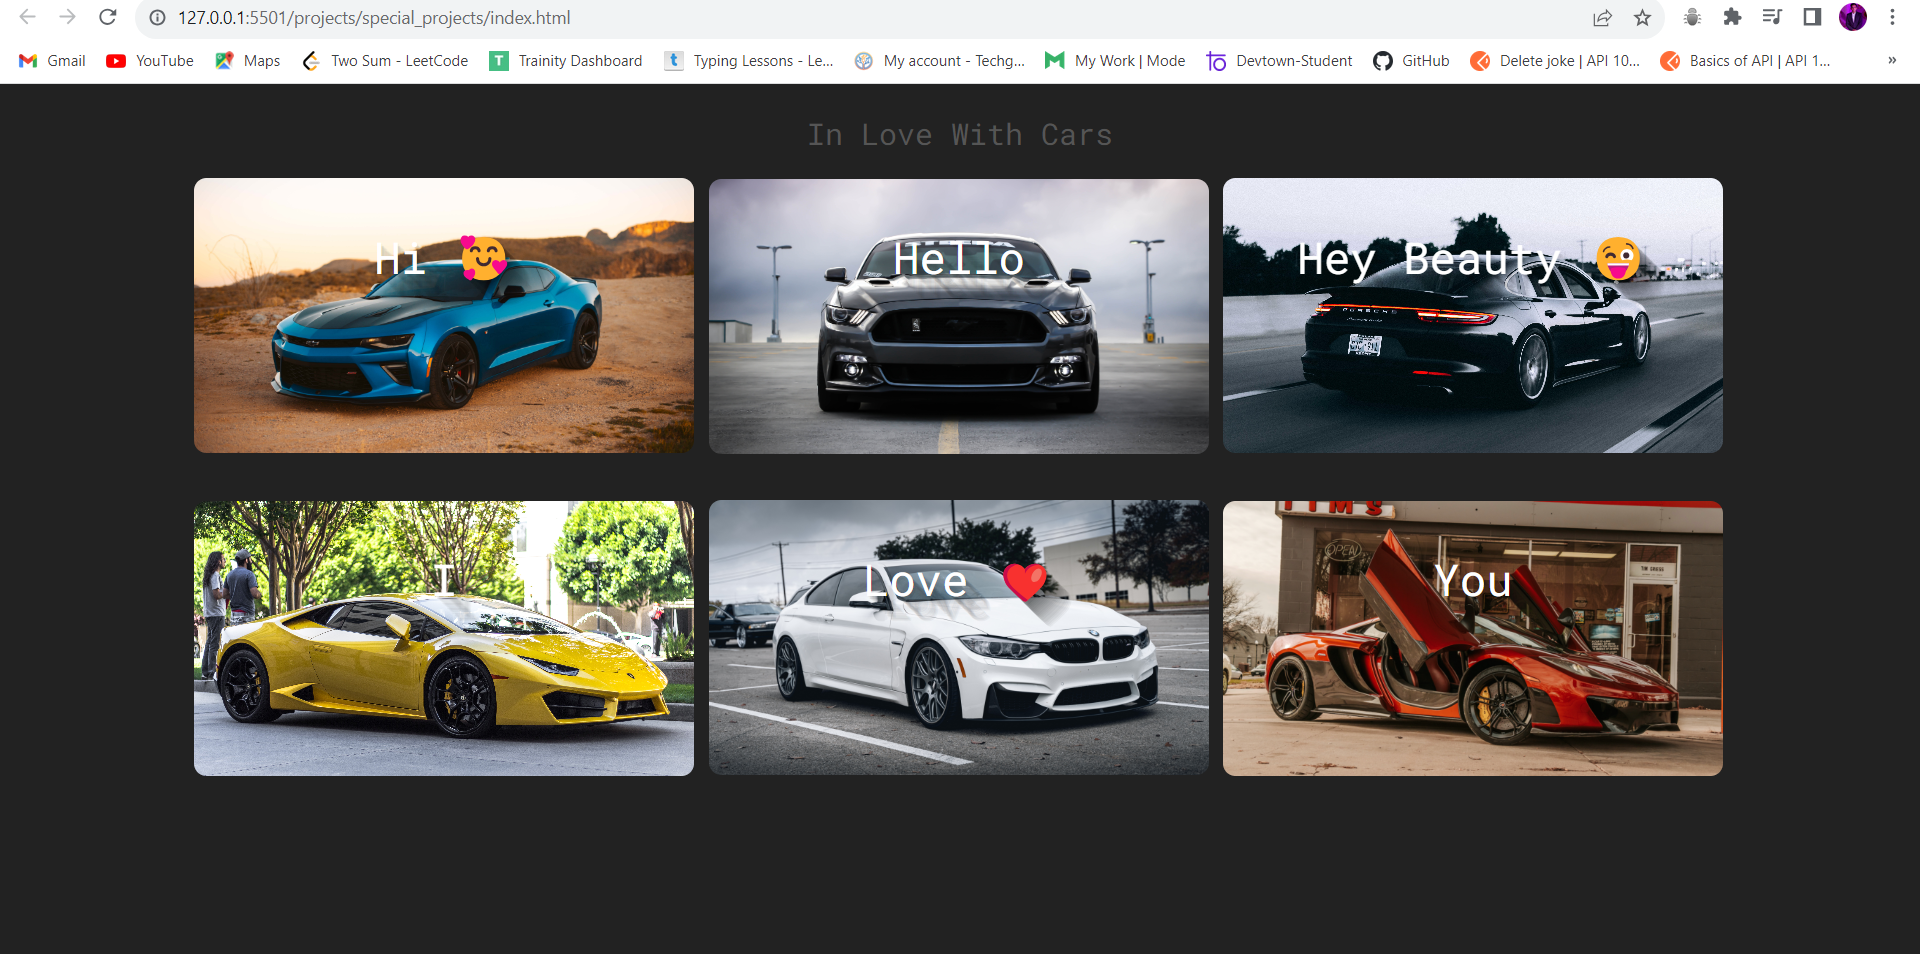 127.0.0.1:5501/projects/special_projects/index.html
Gmail
YouTube
Maps
Two Sum - LeetCode
T
Trainity Dashboard
t
Typing Lessons - Le...
My account - Techg...
My Work | Mode
Devtown-Student
GitHub
Delete joke | API 10...
Basics of API | API 1...
»
In Love With Cars
Hi 🥰
Hello
Hey Beauty 😜
PORSCHE
I
Love ❤️
You
OPEN